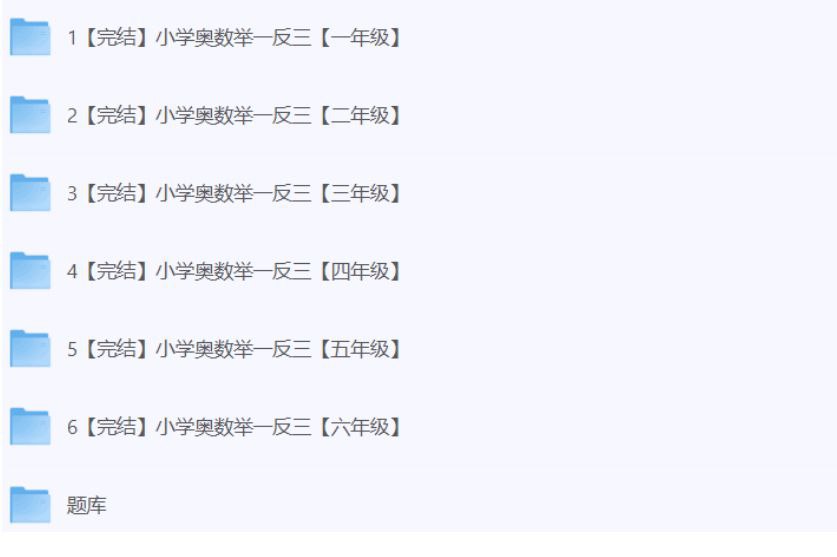 1【完结】小学奥数举一反三【一年级】
2【完结】小学奥数举一反三【二年级】
3【完结】小学奥数举一反三【三年级】
4【完结】小学奥数举一反三【四年级】
5【完结】小学奥数举一反三【五年级】
6【完结】小学奥数举一反三【六年级】
题库